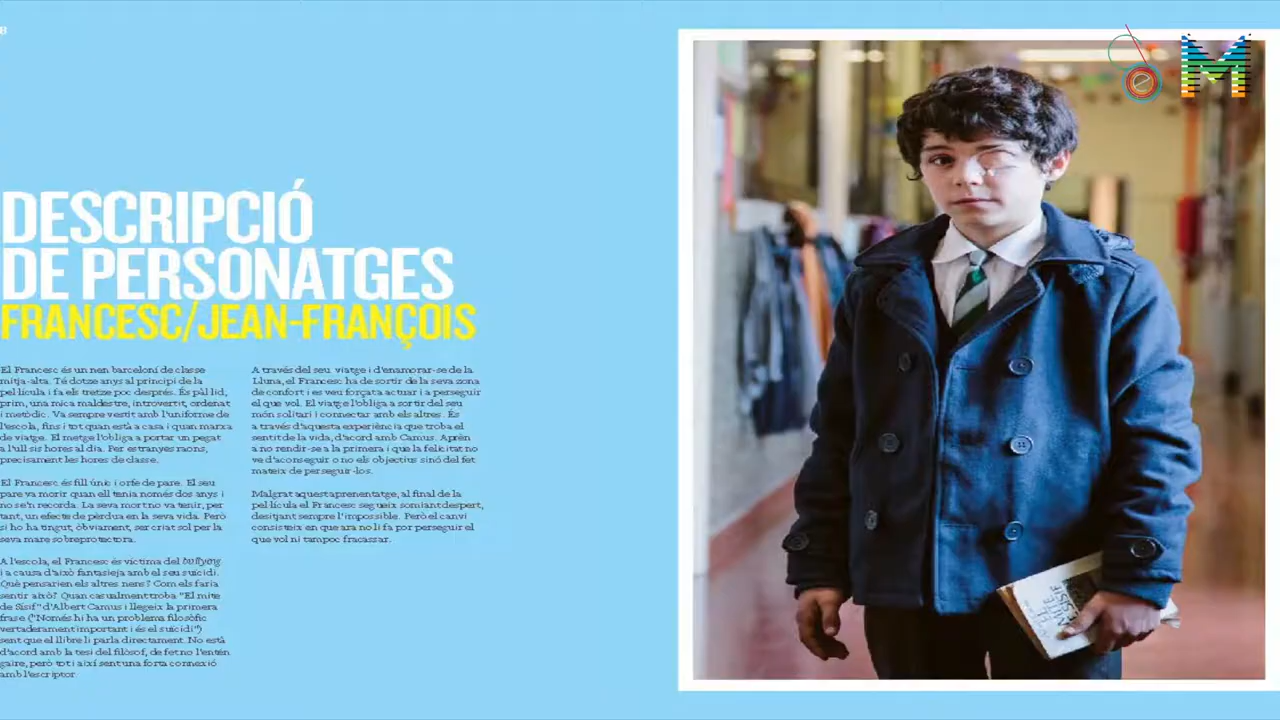 8
DESCRIPCIÓ
DE PERSONATGES
FRANCESC/JEAN-FRANÇOIS
El Francesc és un nen barceloní de classe
mitja-alta. Té dotze anys al principi de la
pel·lícula i fa els tretze poc després. És pàl·lid,
prim, una mica maldestre, introvertit, ordenat
i metòdic. Va sempre vestit amb l'uniforme de
l'escola, fins i tot quan està a casa i quan marxa
de viatge. El metge l'obliga a portar un pegat
a l'ull sis hores al dia. Per estranyes raons,
precisament les hores de classe.
El Francesc és fill únic i orfe de pare. El seu
pare va morir quan ell tenia només dos anys i
no se'n recorda. La seva mort no va tenir, per
tant, un efecte de pèrdua en la seva vida. Però
sí ho ha tingut, òbviament, ser criat sol per la
seva mare sobreprotectora.
A l'escola, el Francesc és víctima del bullying
i a causa d'això fantasieja amb el seu suïcidi.
Què pensarien els altres nens? Com els faria
sentir això? Quan casualment troba "El mite
de Sísif" d'Albert Camus i llegeix la primera
frase ("Només hi ha un problema filosòfic
vertaderament important i és el suïcidi")
sent que el llibre li parla directament. No està
d'acord amb la tesi del filòsof, de fet no l'entén
gaire, però tot i així sent una forta connexió
amb l'escriptor.
A través del seu viatge i d'enamorar-se de la
Lluna, el Francesc ha de sortir de la seva zona
de confort i es veu forçat a actuar i a perseguir
el que vol. El viatge l'obliga a sortir del seu
món solitari i connectar amb els altres. És
a través d'aquesta experiència que troba el
sentit de la vida, d'acord amb Camus. Aprèn
a no rendir-se a la primera i que la felicitat no
ve d'aconseguir o no els objectius sinó del fet
mateix de perseguir-los.
Malgrat aquest aprenentatge, al final de la
pel·lícula el Francesc segueix somiant despert,
desitjant sempre l'impossible. Però el canvi
consisteix en que ara no li fa por perseguir el
que vol ni tampoc fracassar.
e M